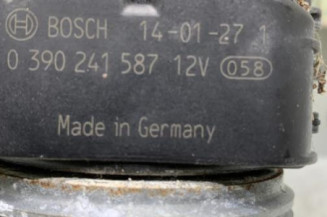 BOSCH 14-01-27 1
0 390 241 587 12V 058
Made in Germany